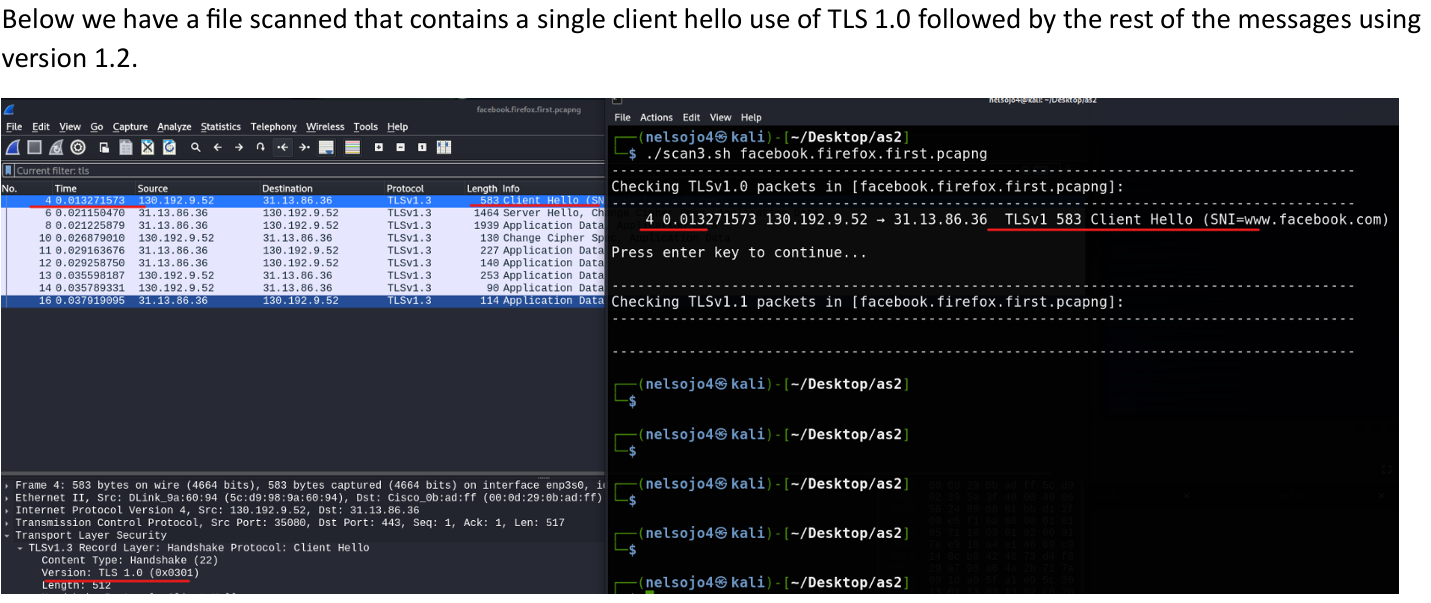 Below we have a file scanned that contains a single client hello use of TLS 1.0 followed by the rest of the messages using
version 1.2.
facebook.firefox.first.pcapng
File Edit View Go Capture Analyze Statistics Telephony Wireless Tools Help
Current filter: tls
No. Time Source Destination Protocol Length Info
4 0.013271573 130.192.9.52 31.13.86.36 TLSv1.3 583 Client Hello (SN
6 0.021150470 31.13.86.36 130.192.9.52 TLSv1.3 1464 Server Hello, Ch
8 0.021225879 31.13.86.36 130.192.9.52 TLSv1.3 1939 Application Data
10 0.026879010 130.192.9.52 31.13.86.36 TLSv1.3 130 Change Cipher Sp
11 0.029163676 130.192.9.52 31.13.86.36 TLSv1.3 227 Application Data
12 0.029258750 31.13.86.36 130.192.9.52 TLSv1.3 140 Application Data
13 0.035598187 130.192.9.52 31.13.86.36 TLSv1.3 253 Application Data
14 0.035789331 130.192.9.52 31.13.86.36 TLSv1.3 90 Application Data
16 0.037919095 31.13.86.36 130.192.9.52 TLSv1.3 114 Application Data
Frame 4: 583 bytes on wire (4664 bits), 583 bytes captured (4664 bits) on interface enp3s0, i
Ethernet II, Src: DLink_9a:60:94 (5c:d9:98:9a:60:94), Dst: Cisco_0b:ad:ff (00:0d:29:0b:ad:ff)
Internet Protocol Version 4, Src: 130.192.9.52, Dst: 31.13.86.36
Transmission Control Protocol, Src Port: 35080, Dst Port: 443, Seq: 1, Ack: 1, Len: 517
Transport Layer Security
TLSv1.3 Record Layer: Handshake Protocol: Client Hello
Content Type: Handshake (22)
Version: TLS 1.0 (0x0301)
Length: 512
nelsojo4@kali: ~/Desktop/as2
File Actions Edit View Help
(nelsojo4㉿kali)-[~/Desktop/as2]
$ ./scan3.sh facebook.firefox.first.pcapng
Checking TLSv1.0 packets in [facebook.firefox.first.pcapng]:
4 0.013271573 130.192.9.52 → 31.13.86.36 TLSv1 583 Client Hello (SNI=www.facebook.com)
Press enter key to continue...
Checking TLSv1.1 packets in [facebook.firefox.first.pcapng]:
(nelsojo4㉿kali)-[~/Desktop/as2]
$
(nelsojo4㉿kali)-[~/Desktop/as2]
$
(nelsojo4㉿kali)-[~/Desktop/as2]
$
(nelsojo4㉿kali)-[~/Desktop/as2]
$
(nelsojo4㉿kali)-[~/Desktop/as2]